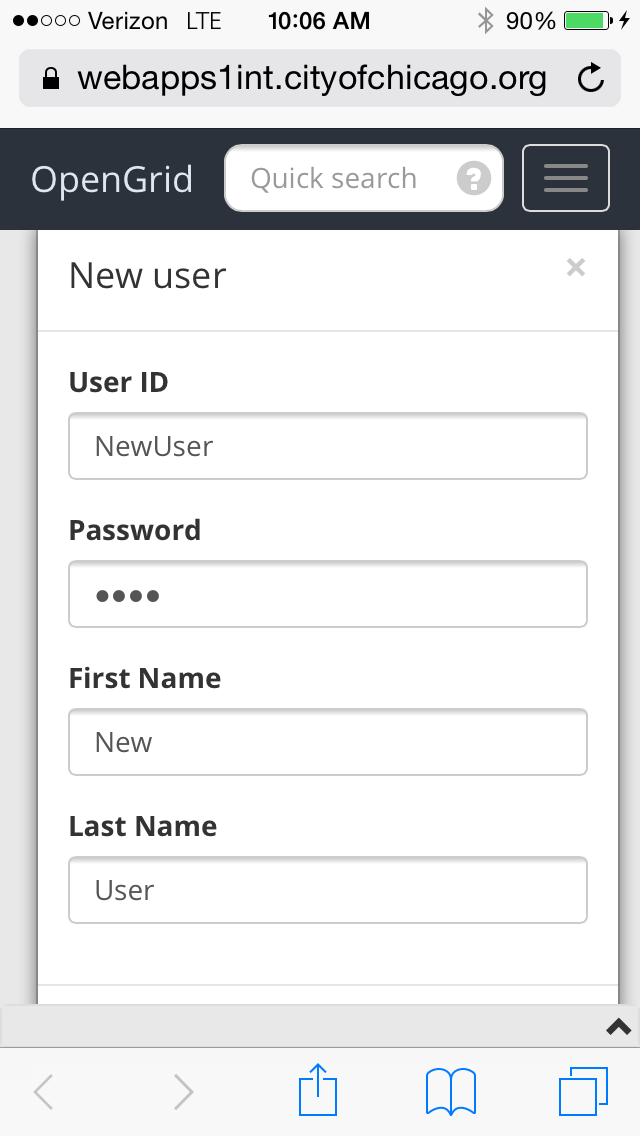 Verizon LTE 10:06 AM 90%
webapps1int.cityofchicago.org
OpenGrid Quick search ?
New user ×
User ID
NewUser
Password
••••
First Name
New
Last Name
User